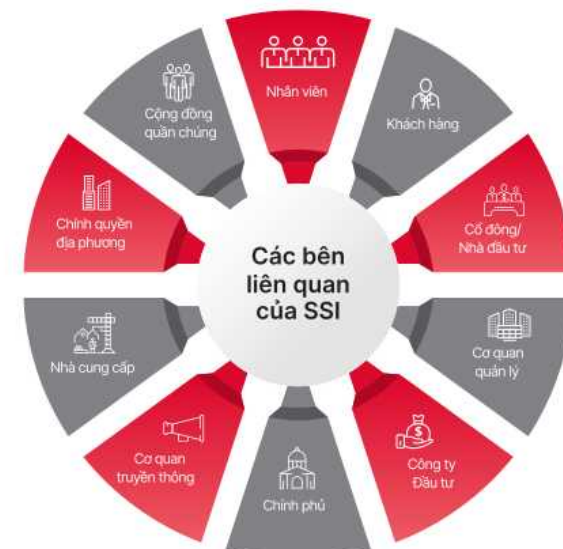 Nhân viên
Khách hàng
Cổ đông/
Nhà đầu tư
Cơ quan
quản lý
Công ty
Đầu tư
Chính phủ
Cơ quan
truyền thông
Nhà cung cấp
Chính quyền
địa phương
Cộng đồng
quần chúng
Các bên
liên quan
của SSI